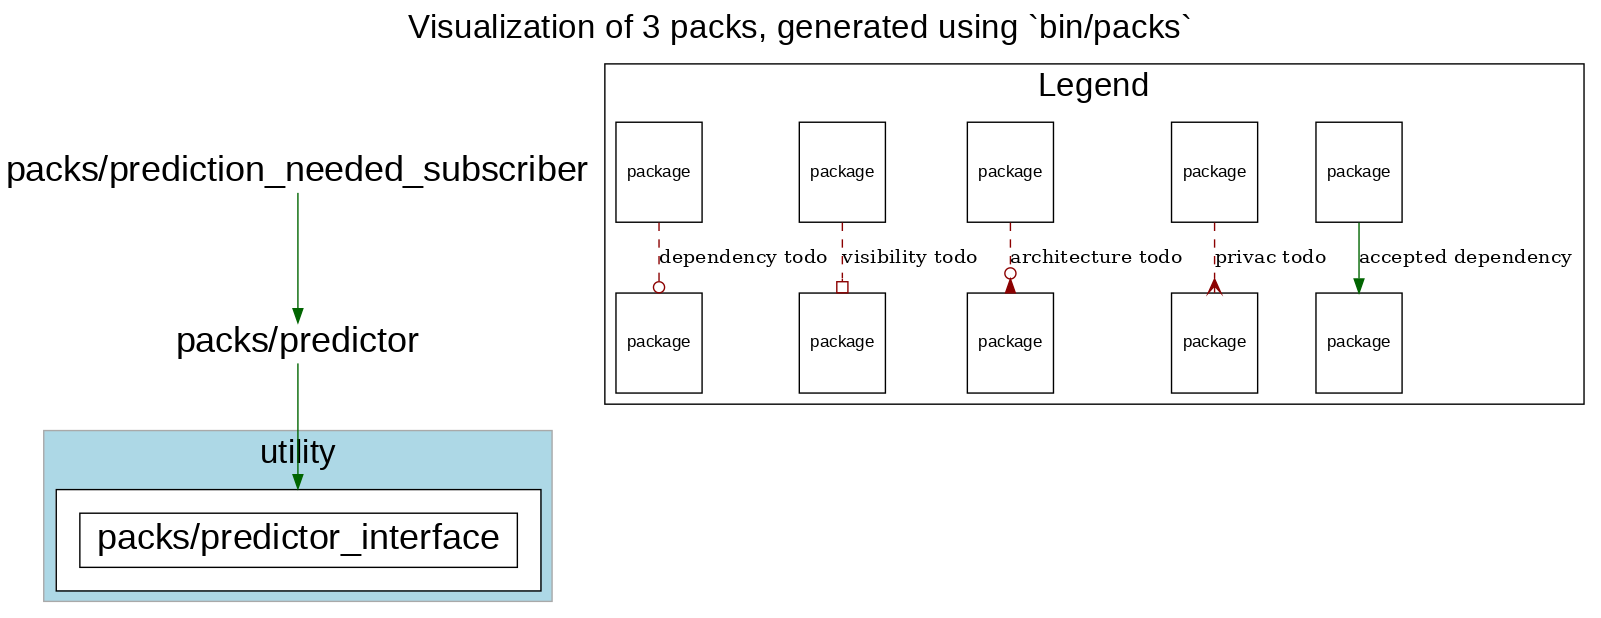 Visualization of 3 packs, generated using `bin/packs`
Legend
packs/prediction_needed_subscriber
package package package package package
dependency todo visibility todo architecture todo privac todo accepted dependency
packs/predictor
package package package package package
utility
packs/predictor_interface